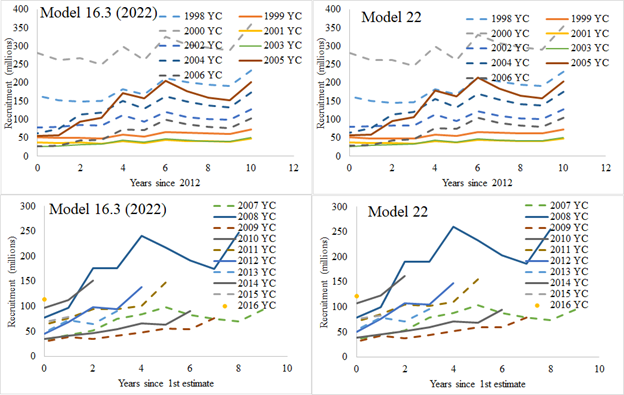 Model 16.3 (2022)
1998 YC 1999 YC
2000 YC 2001 YC
2002 YC 2003 YC
2004 YC 2005 YC
2006 YC
Recruitment (millions)
400
350
300
250
200
150
100
50
0
0 2 4 6 8 10 12
Years since 2012
Model 22
1998 YC 1999 YC
2000 YC 2001 YC
2002 YC 2003 YC
2004 YC 2005 YC
2006 YC
Recruitment (millions)
400
350
300
250
200
150
100
50
0
0 2 4 6 8 10 12
Years since 2012
Model 16.3 (2022)
2007 YC
2008 YC
2009 YC
2010 YC
2011 YC
2012 YC
2013 YC
2014 YC
2015 YC
2016 YC
Recruitment (millions)
300
250
200
150
100
50
0
0 2 4 6 8 10
Years since 1st estimate
Model 22
2007 YC
2008 YC
2009 YC
2010 YC
2011 YC
2012 YC
2013 YC
2014 YC
2015 YC
2016 YC
Recruitment (millions)
300
250
200
150
100
50
0
0 2 4 6 8 10
Years since 1st estimate